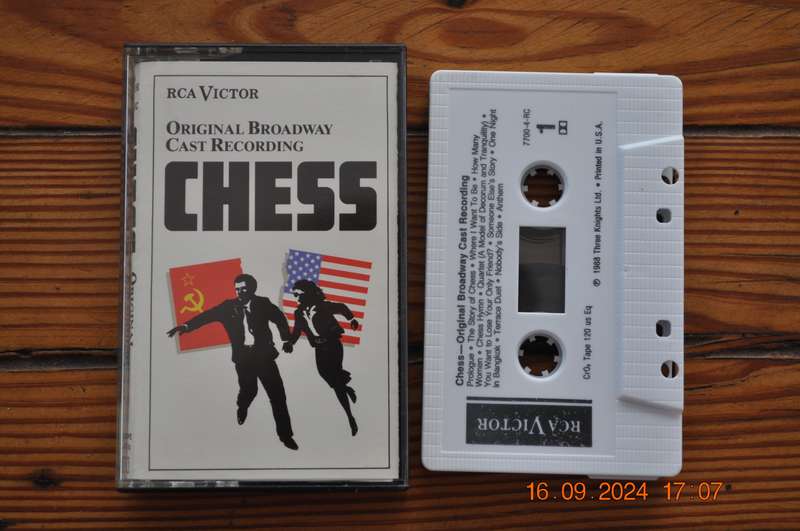 RCA VICTOR
ORIGINAL BROADWAY
CAST RECORDING
CHESS
RCA VICTOR
7700-4-RC
1
Chess—Original Broadway Cast Recording
Prologue • The Story of Chess • Where I Want To Be • How Many
Women • Chess Hymn • Quartet (A Model of Decorum and Tranquility) •
You Want to Lose Your Only Friend? • Someone Else's Story • One Night
In Bangkok • Terrace Duet • Nobody's Side • Anthem
CrO₂ Tape 120 us Eq
℗ 1988 Three Knights Ltd. • Printed in U.S.A.
16.09.2024 17:07